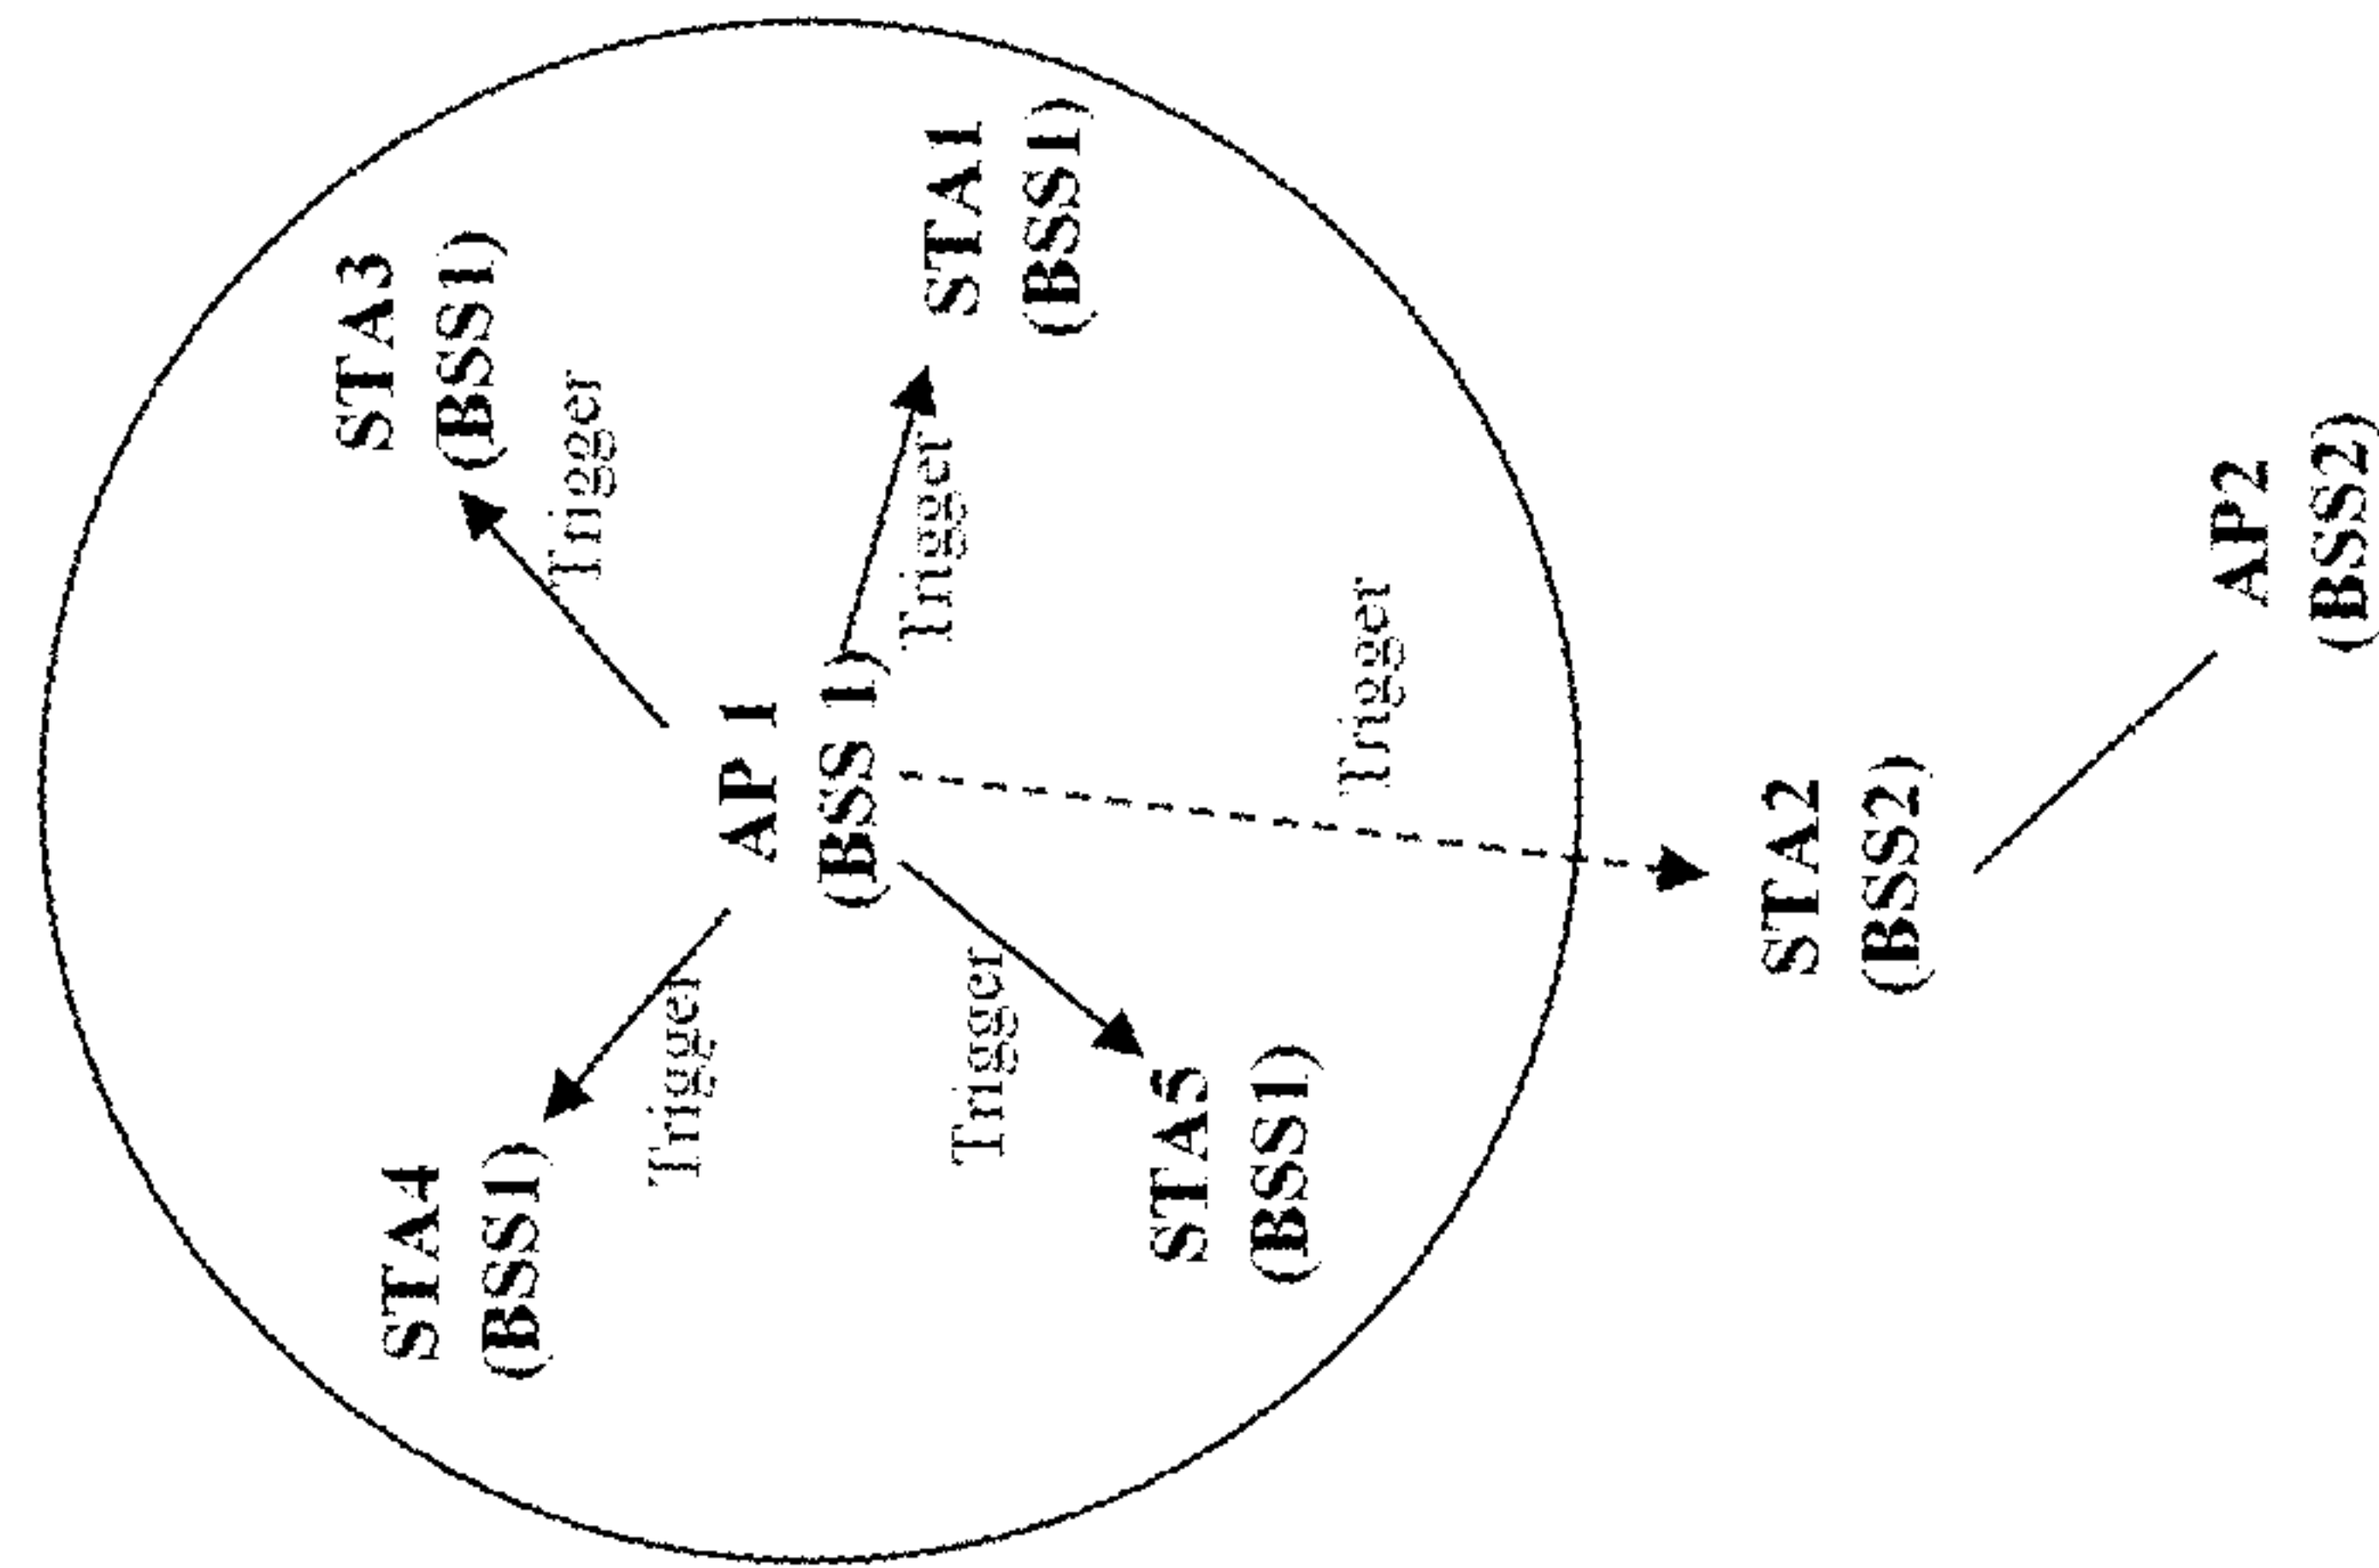 STA4
(BSS1)
STA3
(BSS1)
Trigger
Trigger
AP 1
(BSS 1)
Trigger
Trigger
STA1
(BSS1)
STA5
(BSS1)
Trigger
STA2
(BSS2)
AP2
(BSS2)